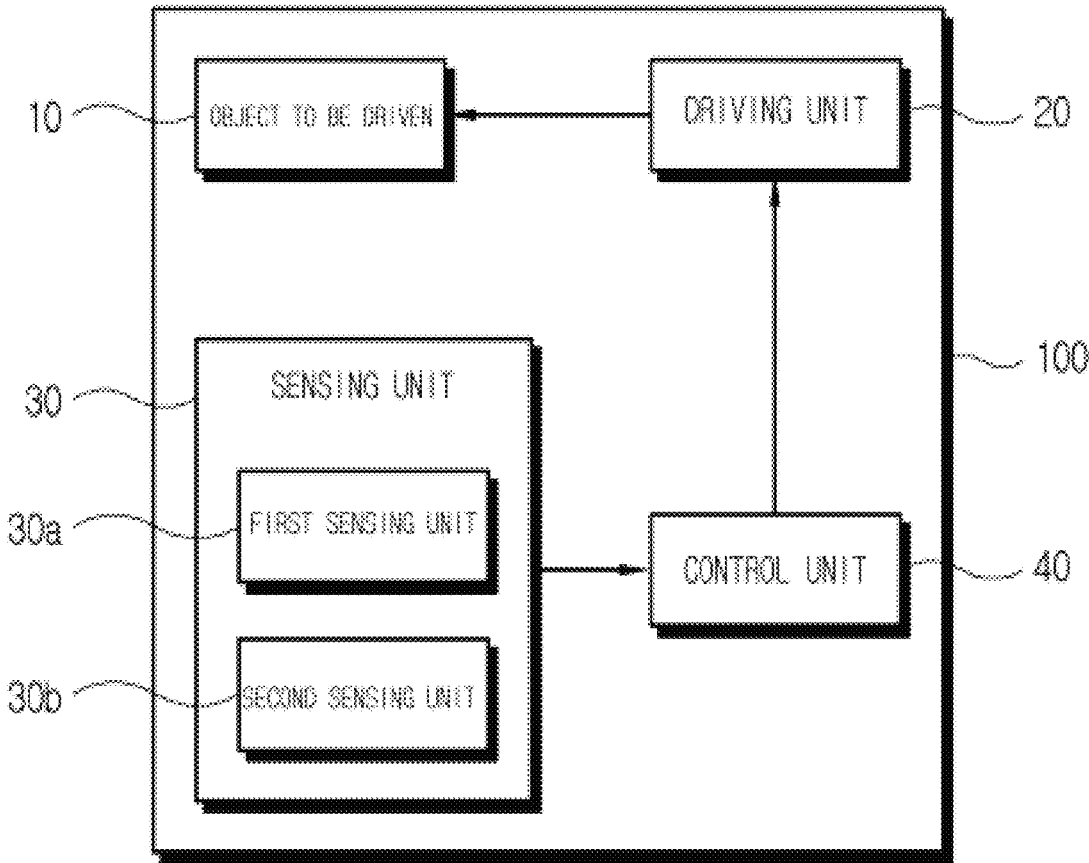 10
OBJECT TO BE DRIVEN
DRIVING UNIT
20
100
30
SENSING UNIT
30a
FIRST SENSING UNIT
CONTROL UNIT
40
30b
SECOND SENSING UNIT